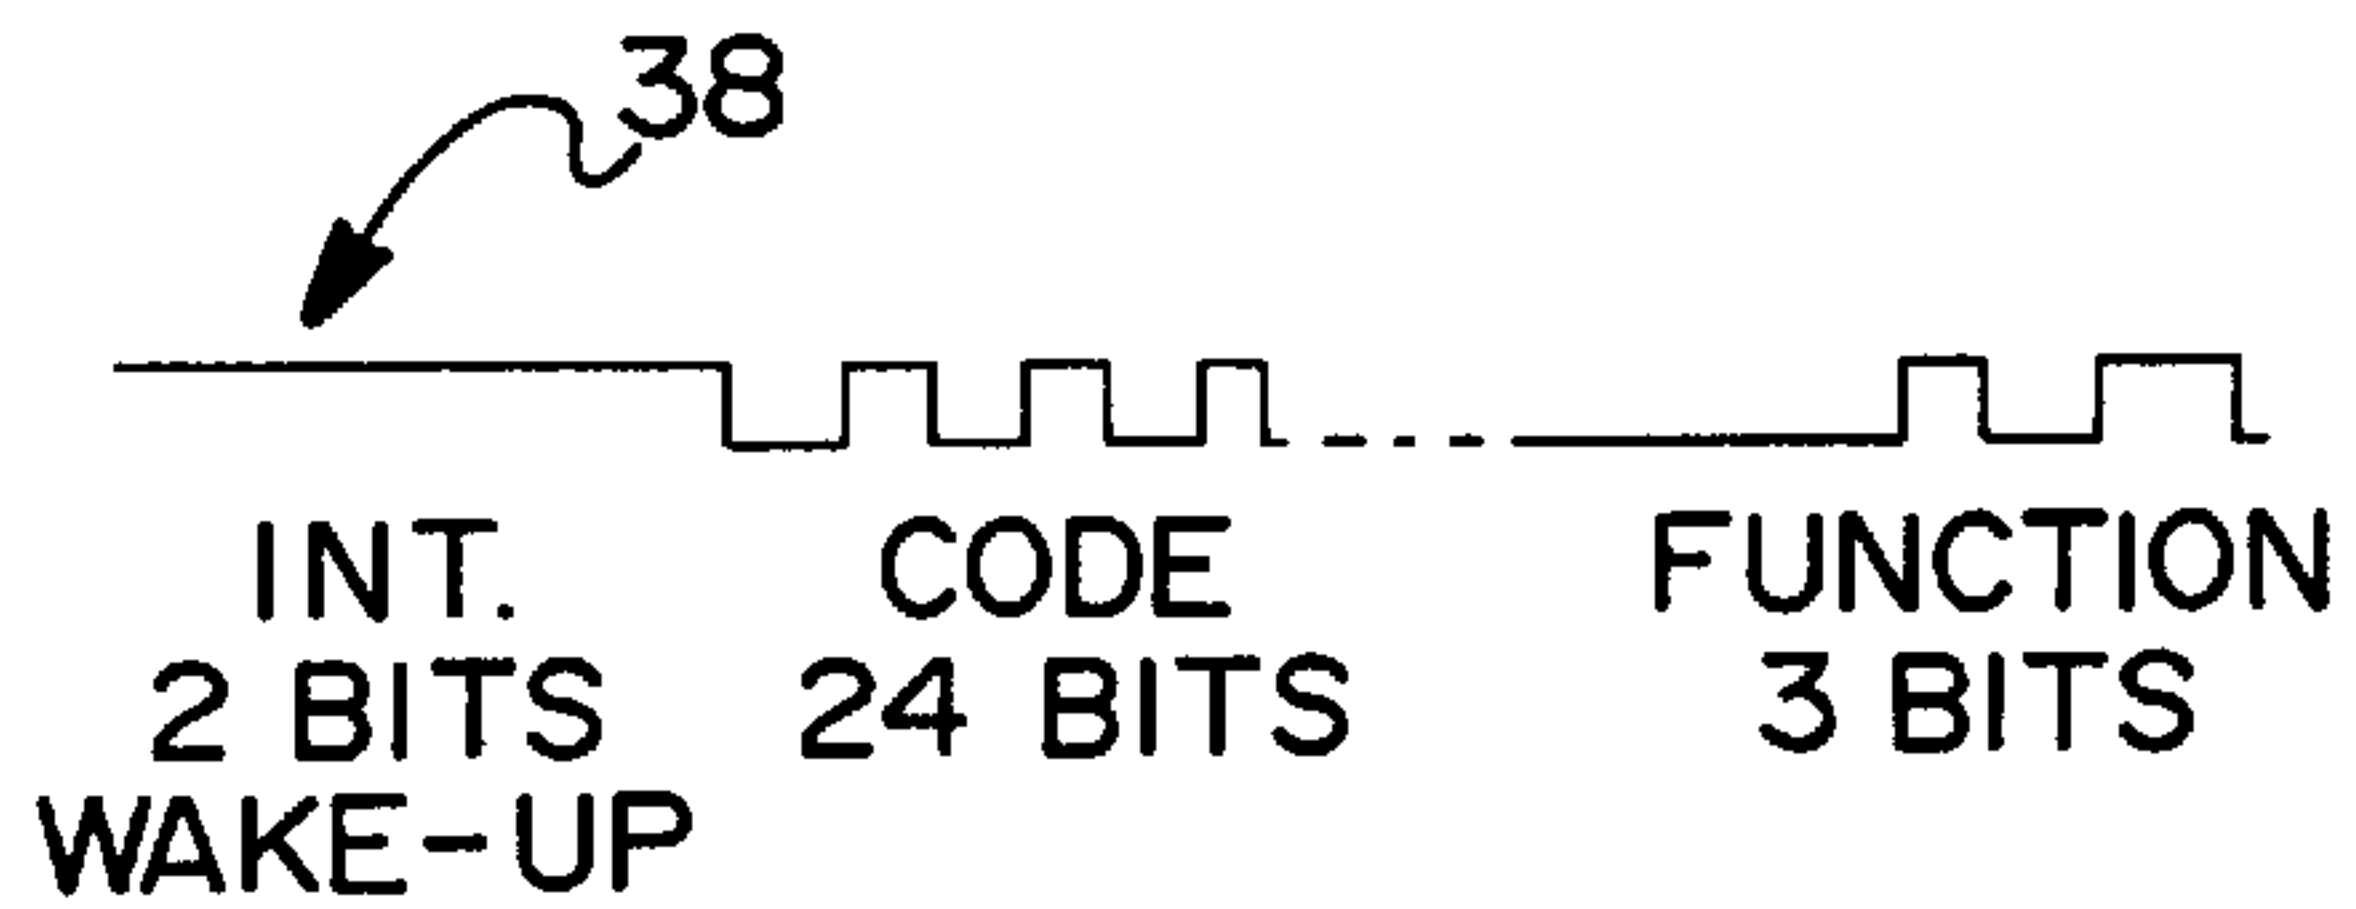 38
INT. CODE FUNCTION
2 BITS 24 BITS 3 BITS
WAKE-UP